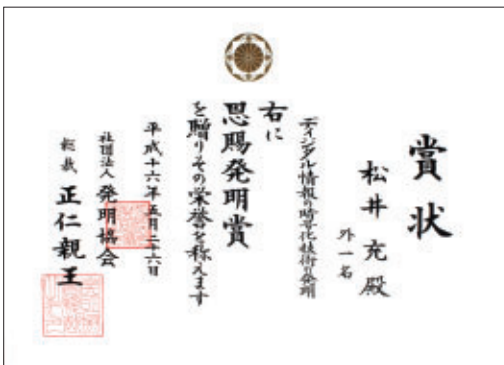 賞状
松井充殿
外一名
ディジタル情報の暗号化技術の発明
右に
恩賜発明賞
を贈りその栄誉を称えます
平成十六年五月二十六日
社団法人 発明協会
総裁 正仁親王